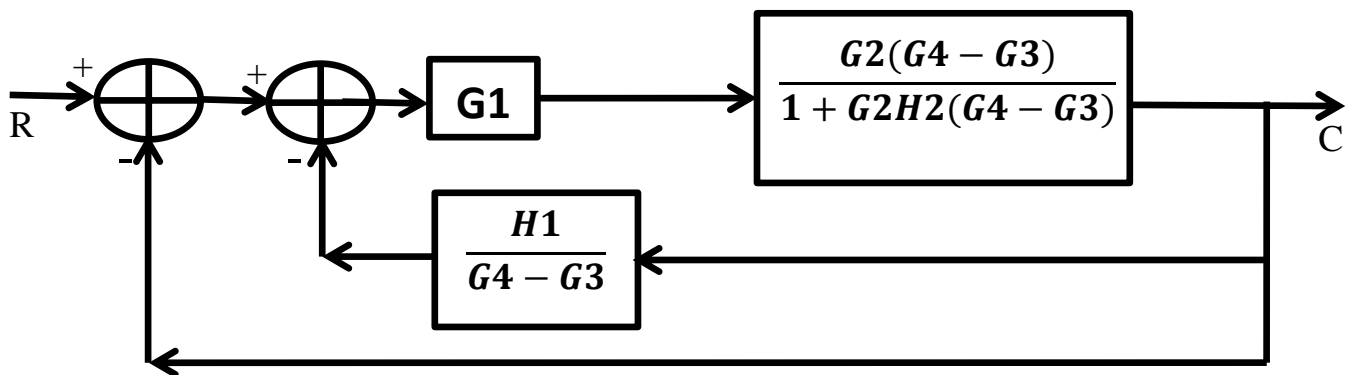 G2(G4 − G3)
1 + G2H2(G4 − G3)
+
+
G1
R
C
-
-
H1
G4 − G3